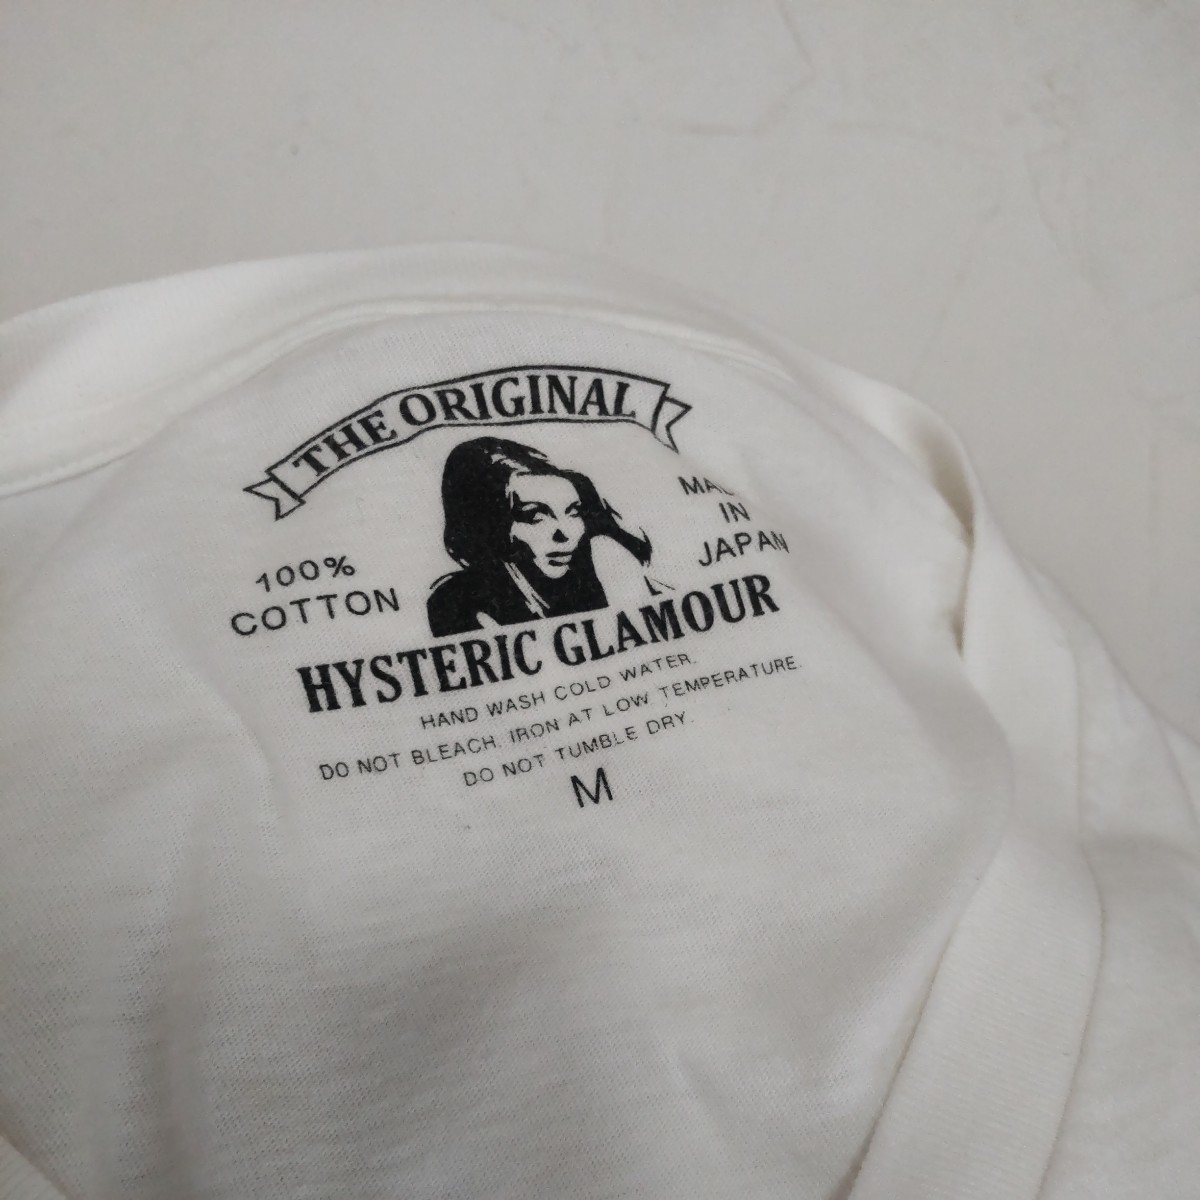 THE ORIGINAL
100%
COTTON
IN
JAPAN
HYSTERIC GLAMOUR
HAND WASH COLD WATER.
DO NOT BLEACH. IRON AT LOW TEMPERATURE.
DO NOT TUMBLE DRY.
M